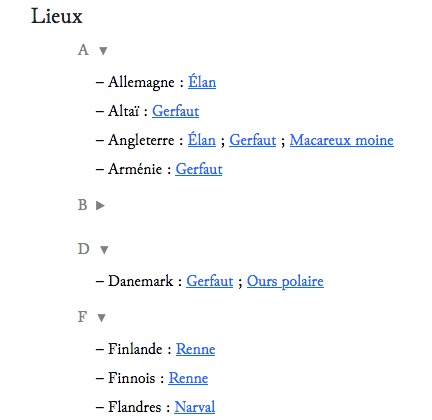 Lieux
A ▼
– Allemagne : Élan
– Altaï : Gerfaut
– Angleterre : Élan ; Gerfaut ; Macareux moine
– Arménie : Gerfaut
B ▶
D ▼
– Danemark : Gerfaut ; Ours polaire
F ▼
– Finlande : Renne
– Finnois : Renne
– Flandres : Narval